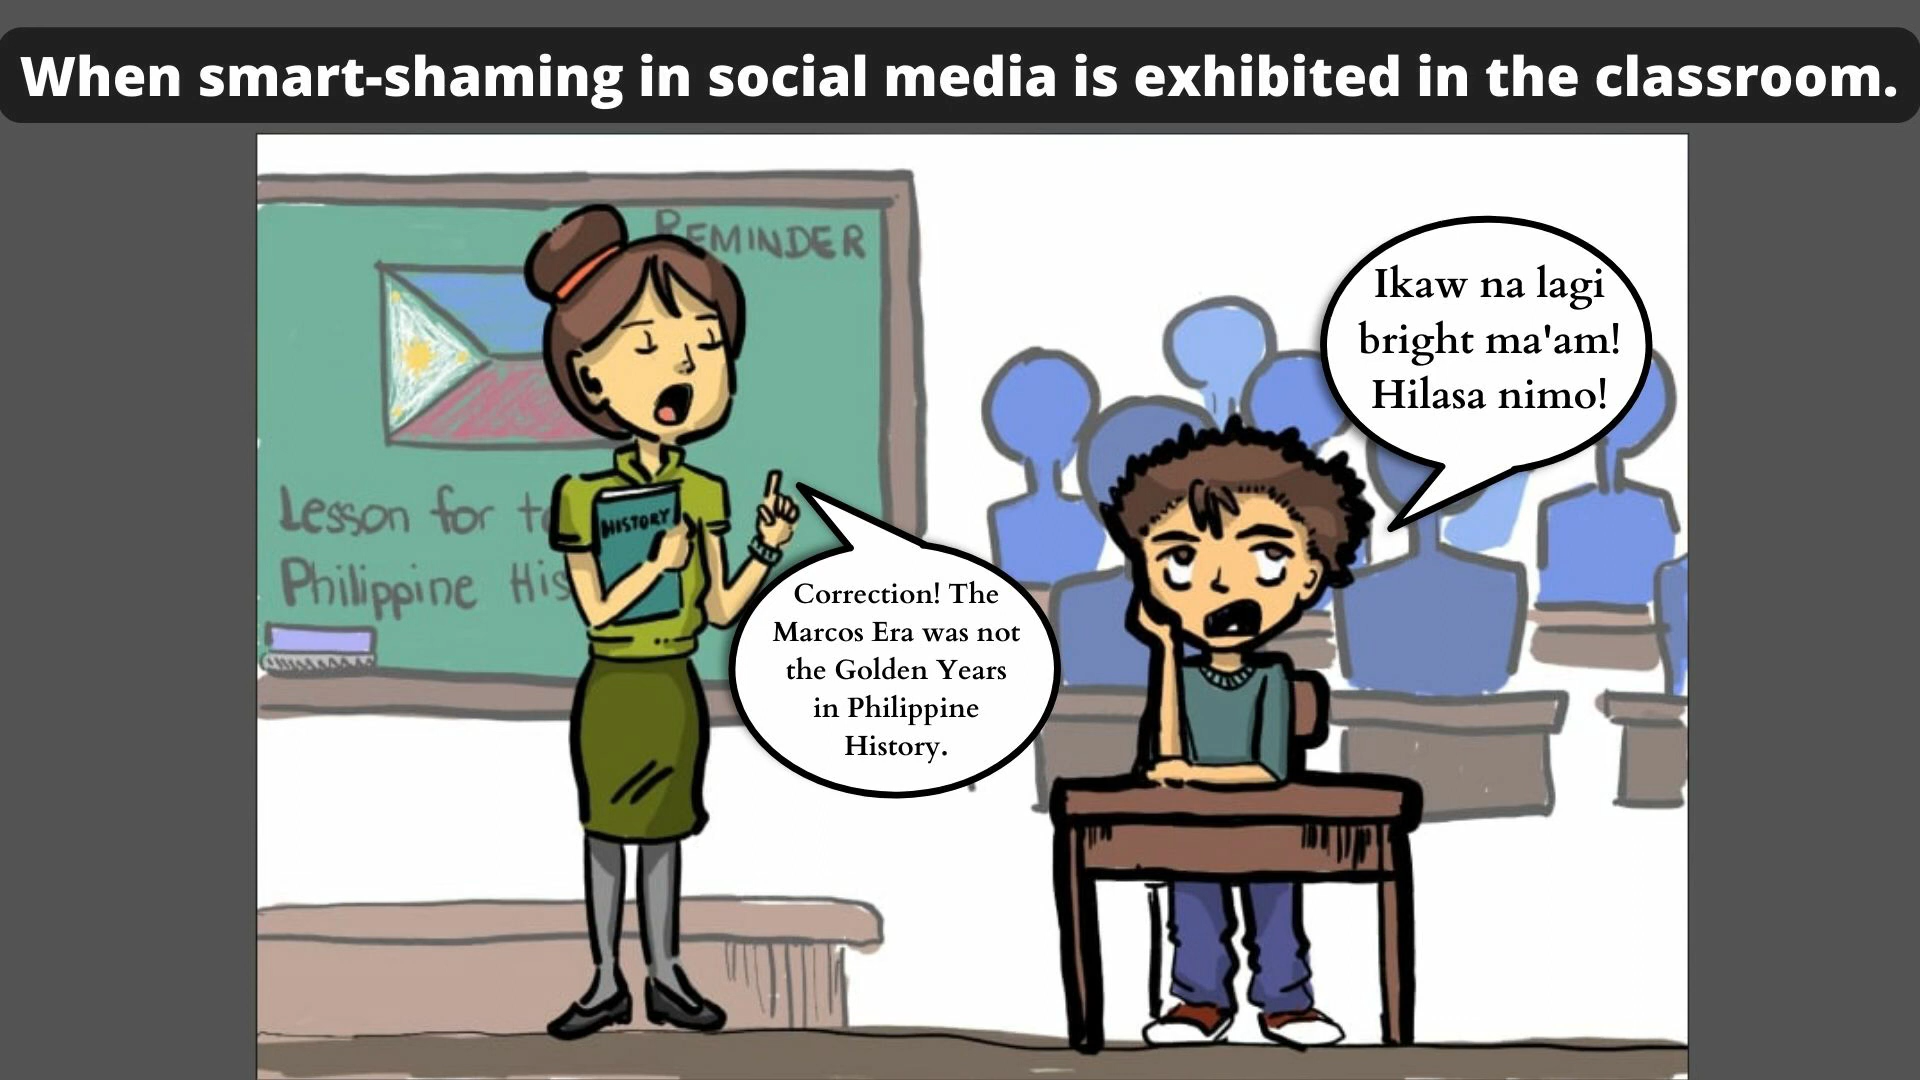 When smart-shaming in social media is exhibited in the classroom.
REMINDER
Lesson for
Philippine
HISTORY
Correction! The
Marcos Era was not
the Golden Years
in Philippine
History.
Ikaw na lagi
bright ma'am!
Hilasa nimo!